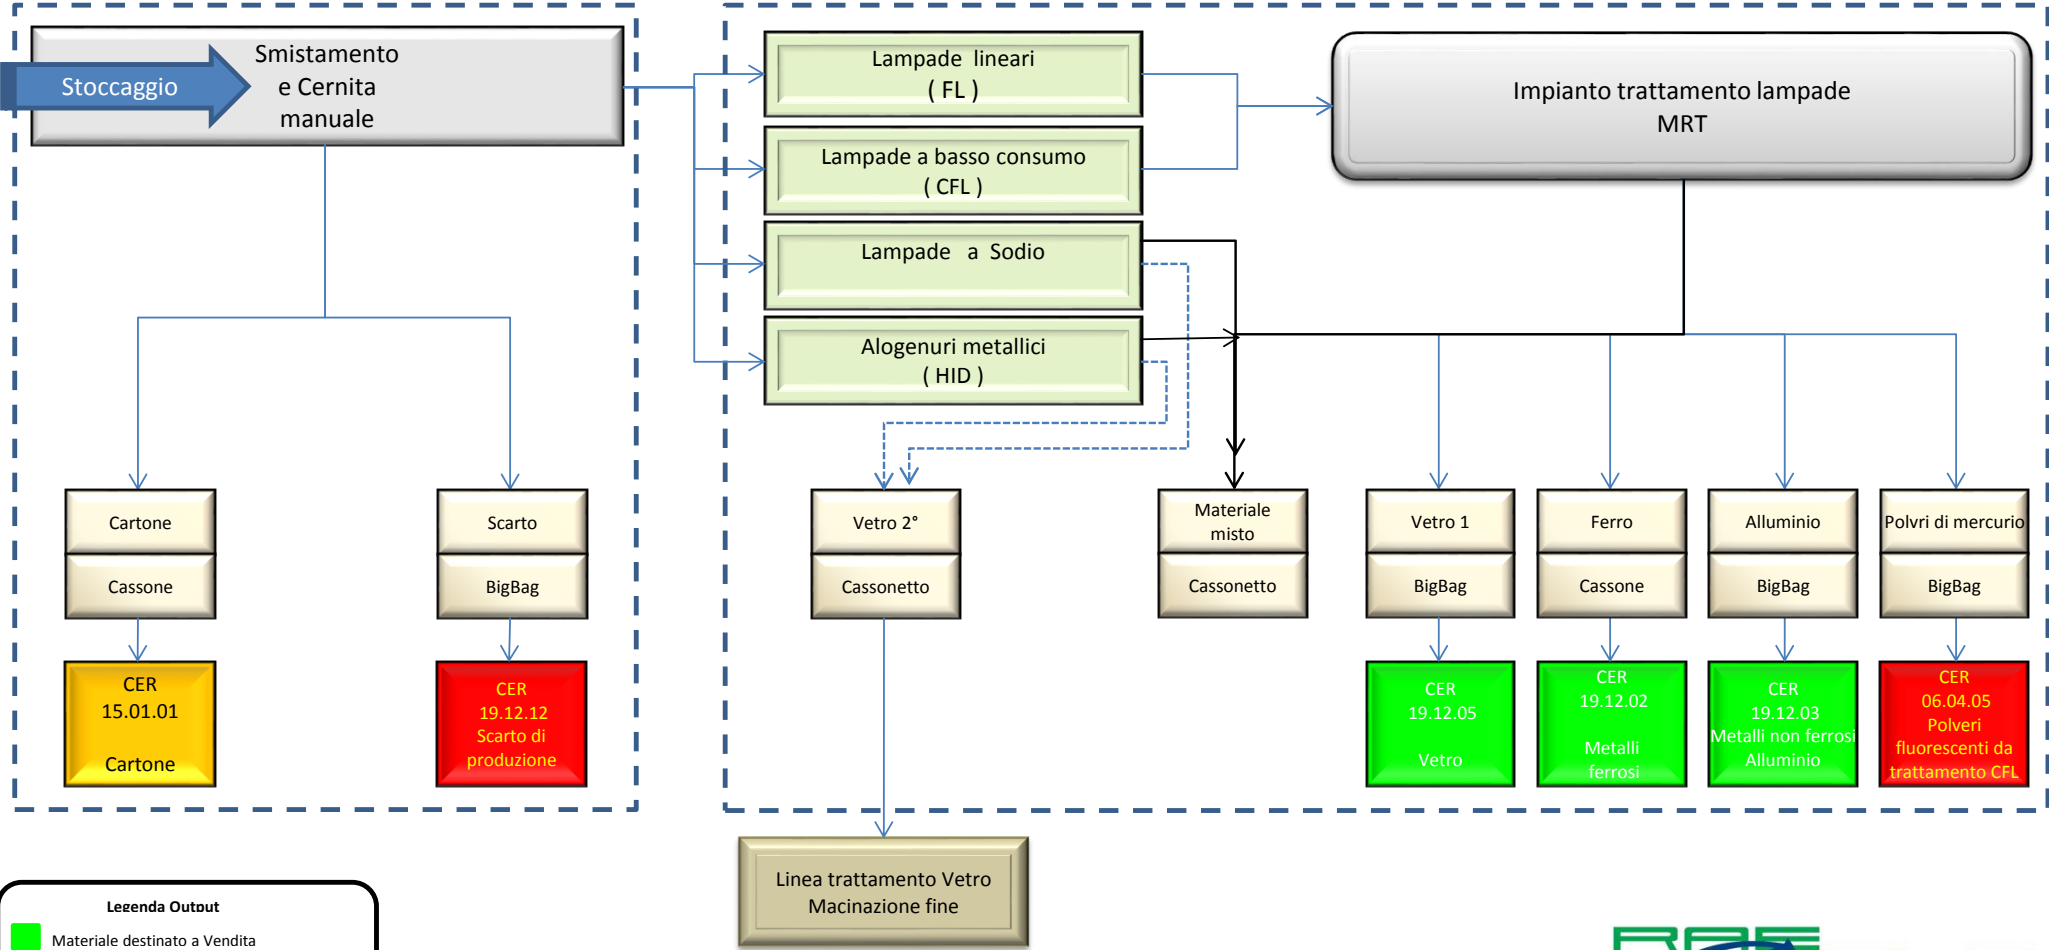 Stoccaggio
Smistamento
e Cernita
manuale
Lampade lineari
( FL )
Lampade a basso consumo
( CFL )
Lampade a Sodio
Alogenuri metallici
( HID )
Impianto trattamento lampade
MRT
Cartone
Cassone
CER
15.01.01
Cartone
Scarto
BigBag
CER
19.12.12
Scarto di
produzione
Vetro 2°
Cassonetto
Materiale
misto
Cassonetto
Vetro 1
BigBag
CER
19.12.05
Vetro
Ferro
Cassone
CER
19.12.02
Metalli
ferrosi
Alluminio
BigBag
CER
19.12.03
Metalli non ferrosi
Alluminio
Polvri di mercurio
BigBag
CER
06.04.05
Polveri
fluorescenti da
trattamento CFL
Linea trattamento Vetro
Macinazione fine
Legenda Output
Materiale destinato a Vendita